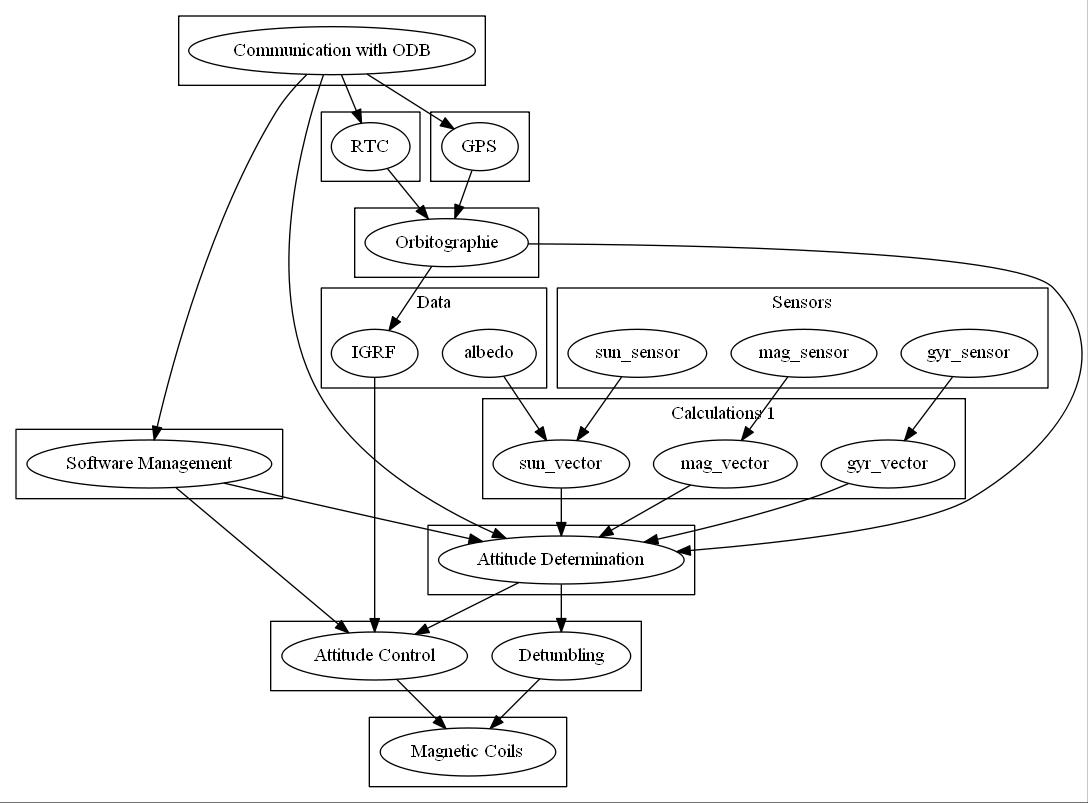 Communication with ODB
RTC
GPS
Orbitographie
Data
Sensors
IGRF
albedo
sun_sensor
mag_sensor
gyr_sensor
Calculations 1
Software Management
sun_vector
mag_vector
gyr_vector
Attitude Determination
Attitude Control
Detumbling
Magnetic Coils